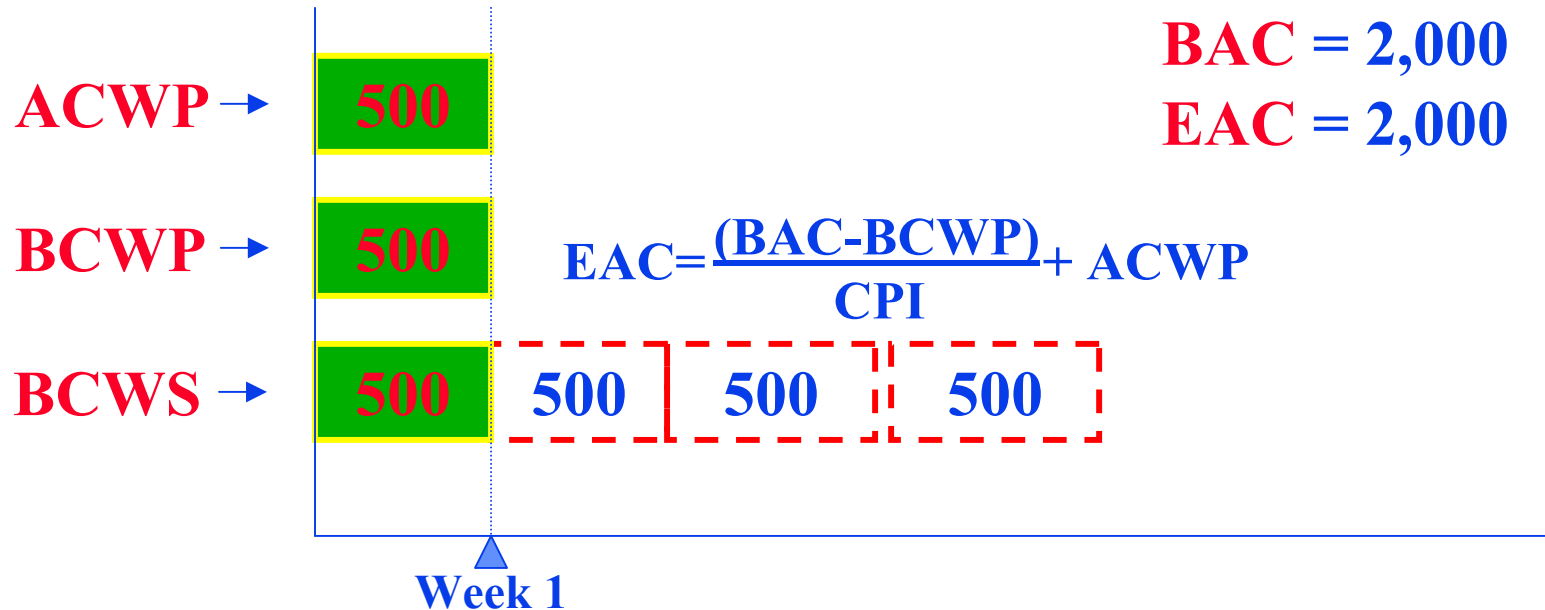 BAC = 2,000
ACWP → 500
EAC = 2,000
BCWP → 500
EAC= (BAC-BCWP) + ACWP
CPI
BCWS → 500 500 500 500
Week 1